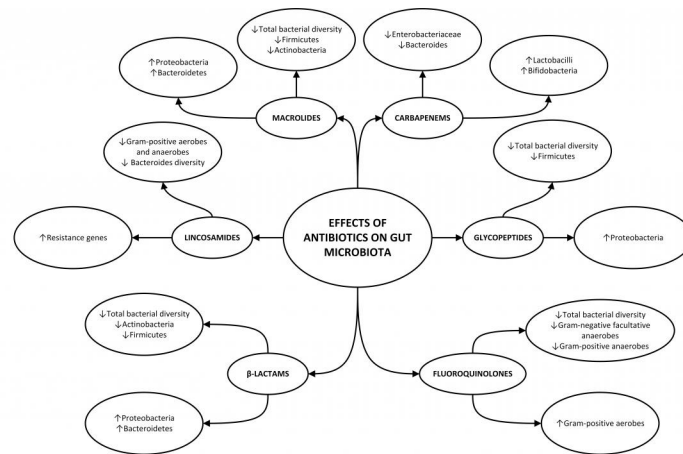 ↓Total bacterial diversity
↓Firmicutes
↓Actinobacteria
↓Enterobacteriaceae
↓Bacteroides
↑Proteobacteria
↑Bacteroidetes
↑Lactobacilli
↑Bifidobacteria
MACROLIDES
CARBAPENEMS
↓Gram-positive aerobes
and anaerobes
↓ Bacteroides diversity
↓Total bacterial diversity
↓Firmicutes
EFFECTS OF
ANTIBIOTICS ON GUT
MICROBIOTA
↑Resistance genes
LINCOSAMIDES
GLYCOPEPTIDES
↑Proteobacteria
↓Total bacterial diversity
↓Actinobacteria
↓Firmicutes
↓Total bacterial diversity
↓Gram-negative facultative
anaerobes
↓Gram-positive anaerobes
β-LACTAMS
FLUOROQUINOLONES
↑Proteobacteria
↑Bacteroidetes
↑Gram-positive aerobes